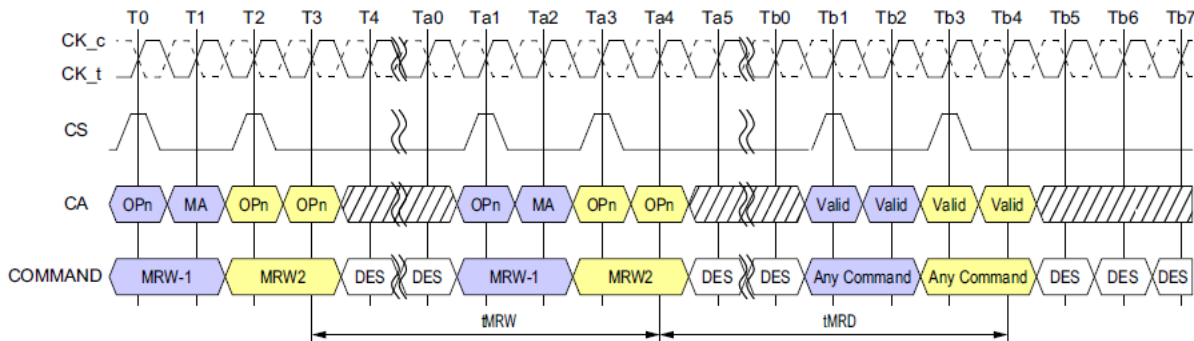 T0 T1 T2 T3 T4 Ta0 Ta1 Ta2 Ta3 Ta4 Ta5 Tb0 Tb1 Tb2 Tb3 Tb4 Tb5 Tb6 Tb7
CK_c
CK_t
CS
CA OPn MA OPn OPn OPn MA OPn OPn Valid Valid Valid Valid
COMMAND MRW-1 MRW2 DES DES MRW-1 MRW2 DES DES Any Command Any Command DES DES DES
tMRW tMRD